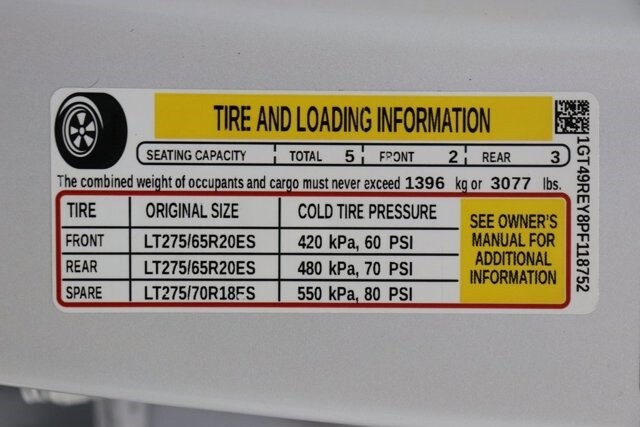 TIRE AND LOADING INFORMATION
SEATING CAPACITY TOTAL 5 FRONT 2 REAR 3
The combined weight of occupants and cargo must never exceed 1396 kg or 3077 lbs.
TIRE ORIGINAL SIZE COLD TIRE PRESSURE
FRONT LT275/65R20ES 420 kPa, 60 PSI
REAR LT275/65R20ES 480 kPa, 70 PSI
SPARE LT275/70R18ES 550 kPa, 80 PSI
SEE OWNER'S
MANUAL FOR
ADDITIONAL
INFORMATION
1GT49REY8PF118752